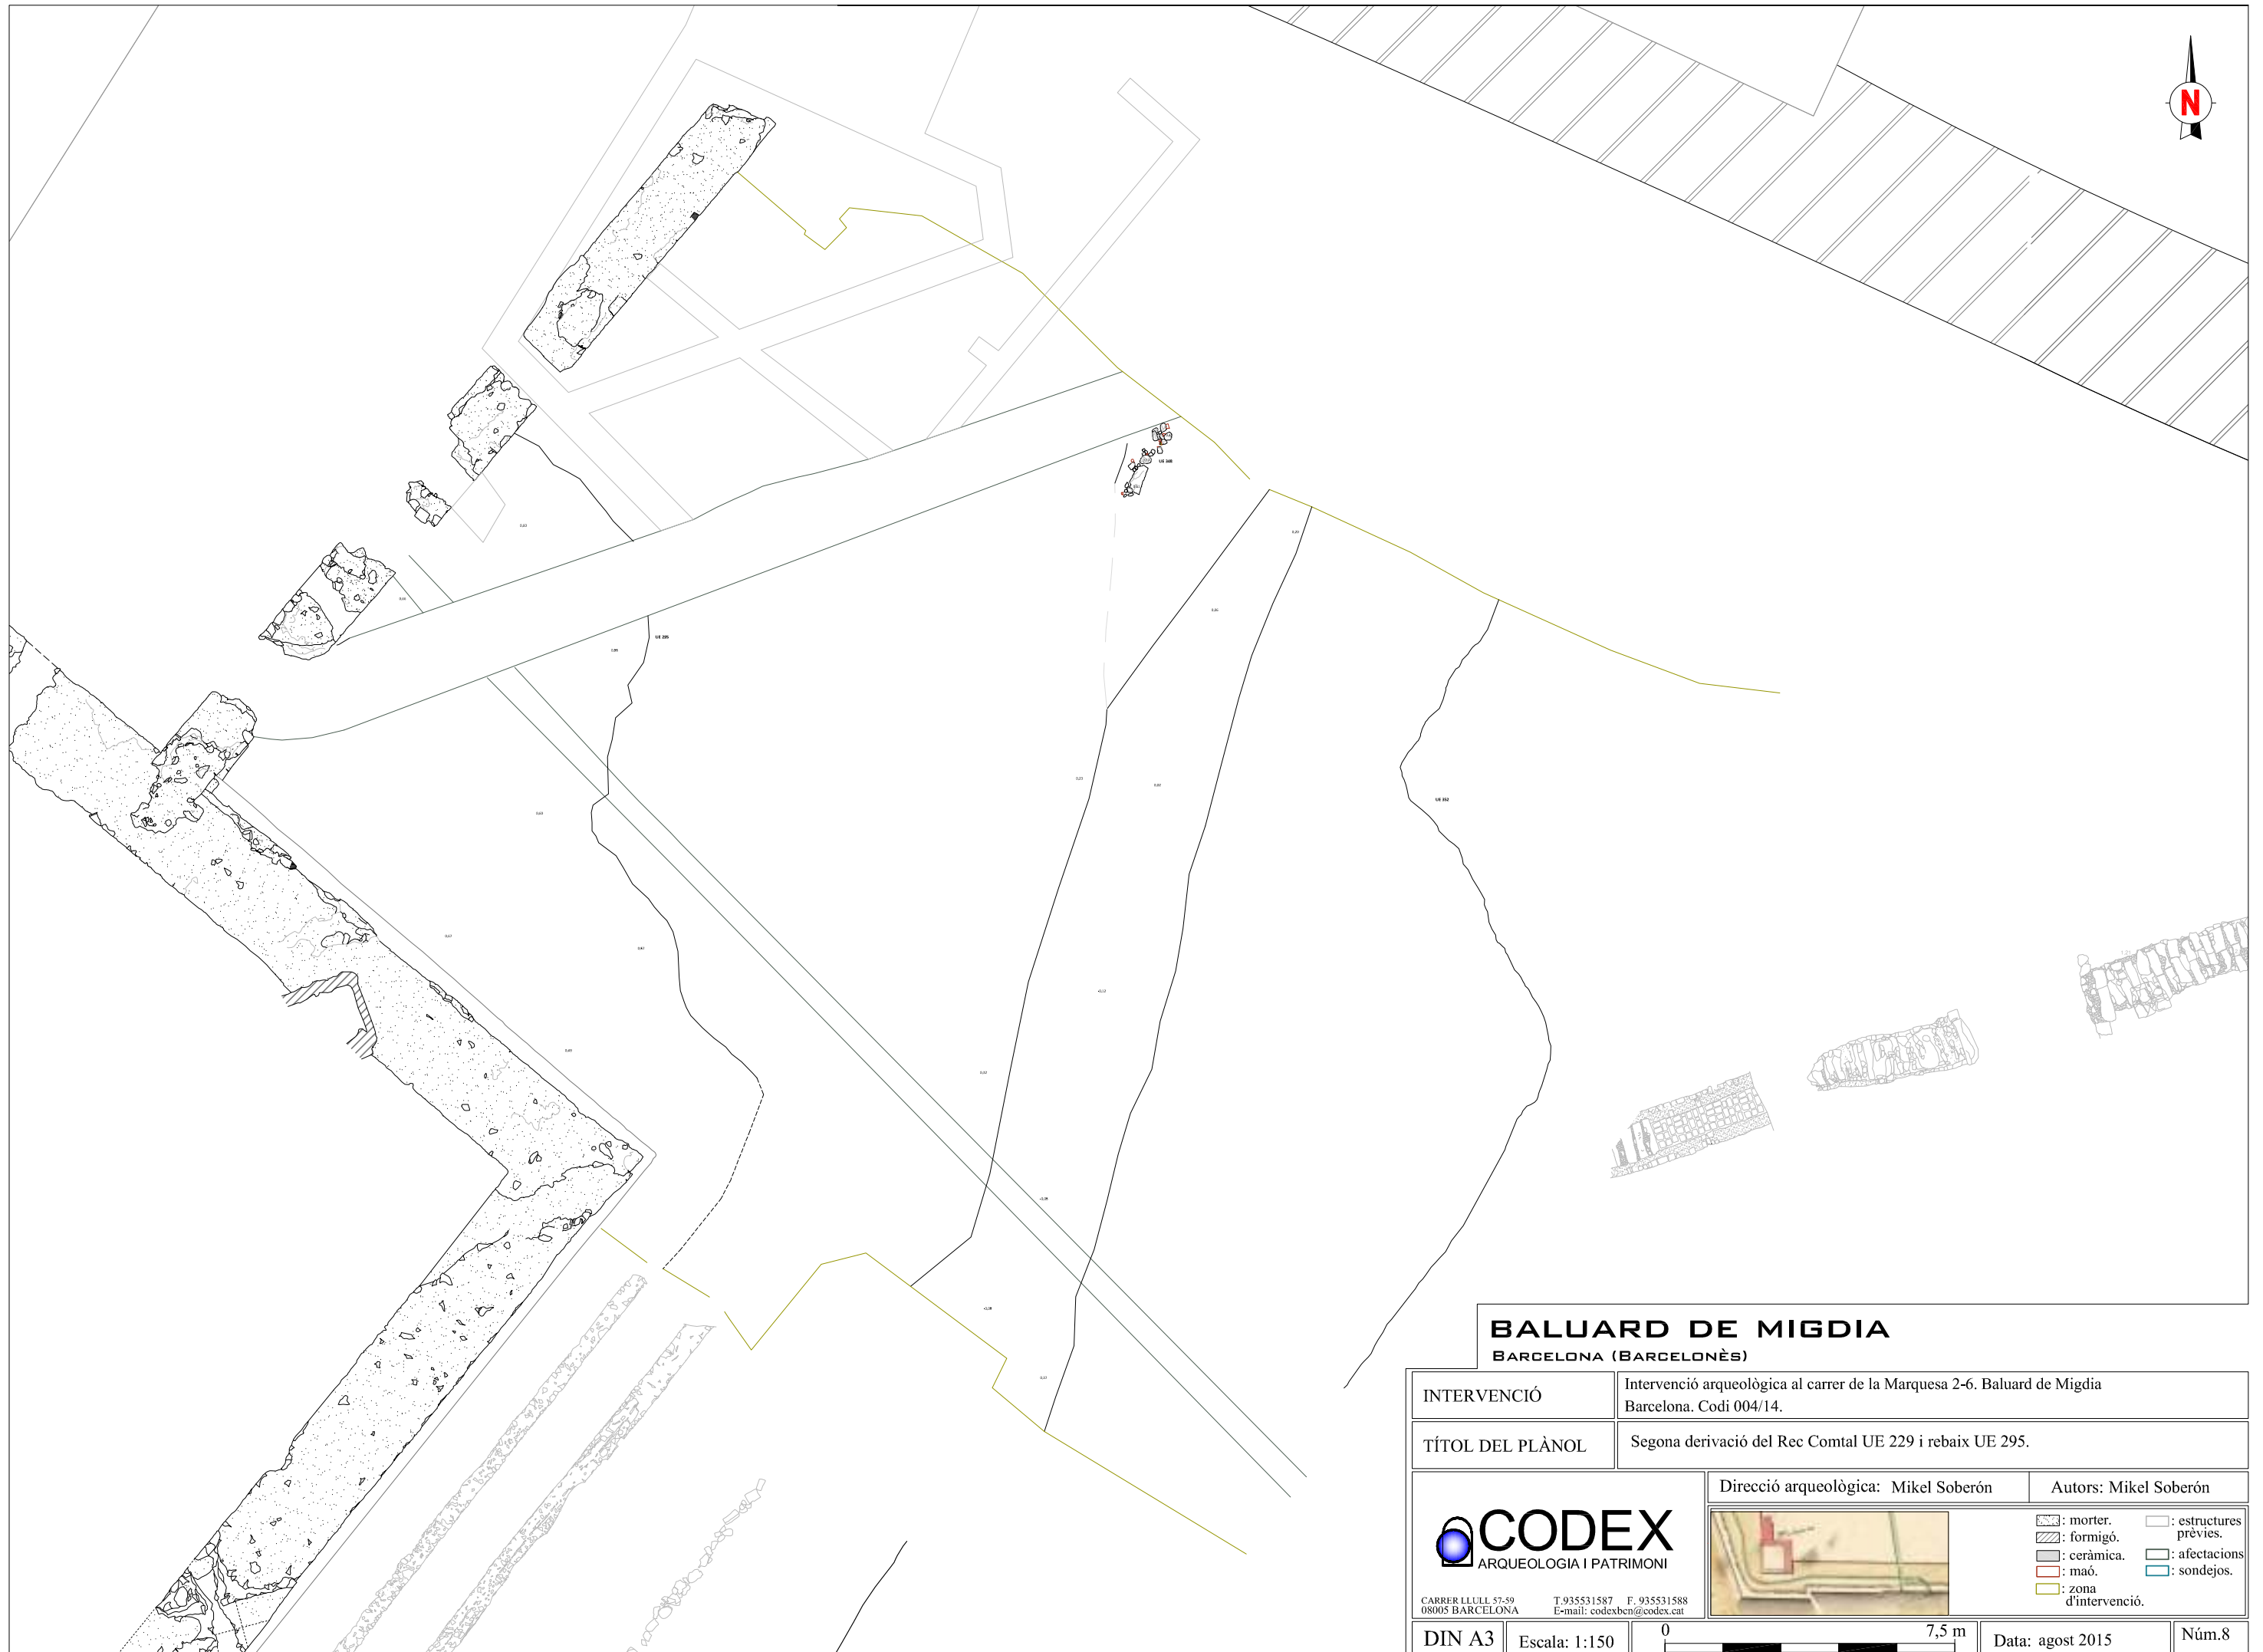 N
UE 295
UE 352
BALUARD DE MIGDIA
BARCELONA (BARCELONÈS)
INTERVENCIÓ
Intervenció arqueològica al carrer de la Marquesa 2-6. Baluard de Migdia
Barcelona. Codi 004/14.
TÍTOL DEL PLÀNOL
Segona derivació del Rec Comtal UE 229 i rebaix UE 295.
CODEX
ARQUEOLOGIA I PATRIMONI
CARRER LLULL 57-59
08005 BARCELONA
T.935531587 F. 935531588
E-mail: codexbcn@codex.cat
Direcció arqueològica: Mikel Soberón
Autors: Mikel Soberón
: morter.
: formigó.
: ceràmica.
: maó.
: zona
d'intervenció.
: estructures
prèvies.
: afectacions
: sondejos.
DIN A3
Escala: 1:150
0 7,5 m
Data: agost 2015
Núm.8